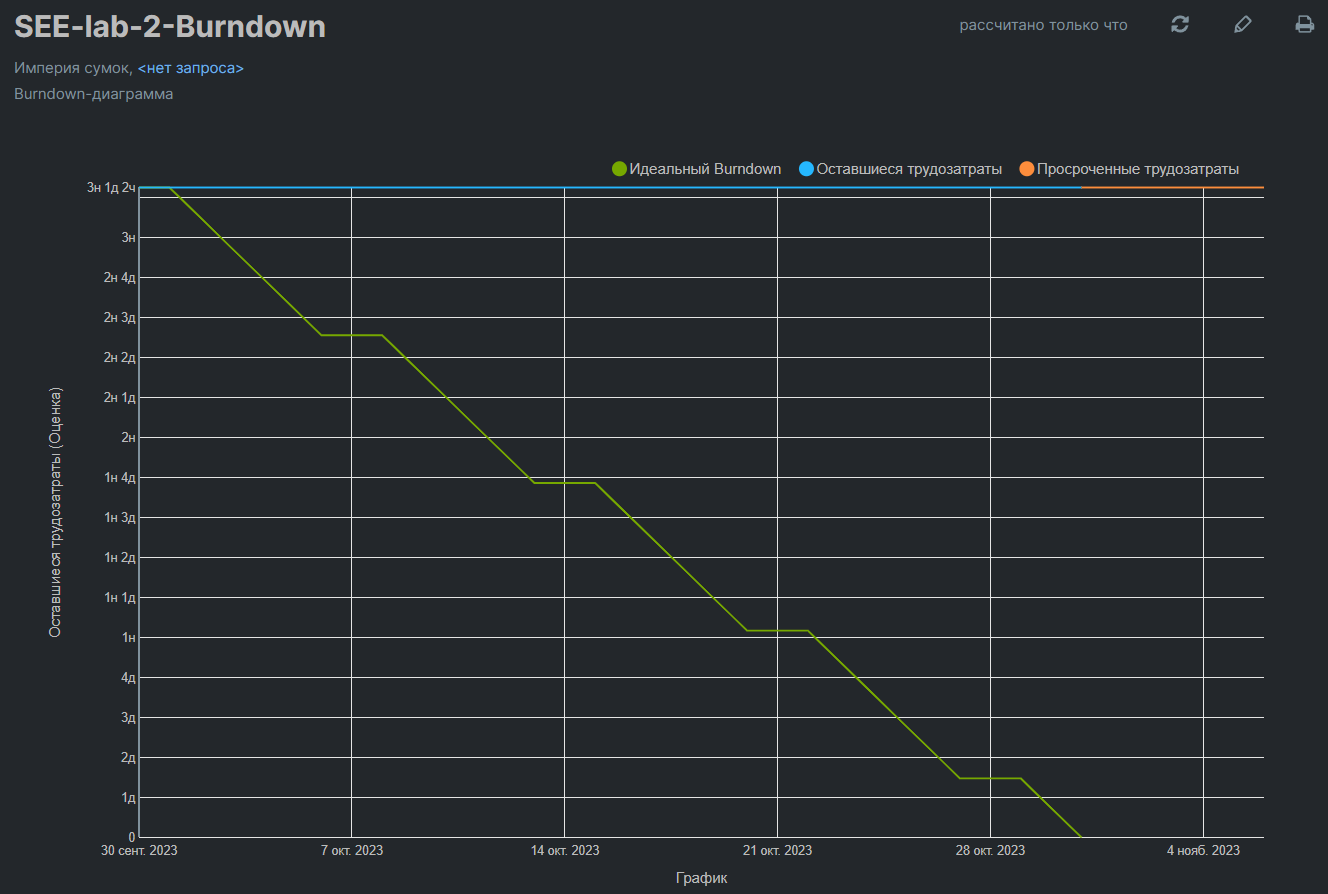 SEE-lab-2-Burndown
рассчитано только что
Империя сумок, <нет запроса>
Burndown-диаграмма
Идеальный Burndown
Оставшиеся трудозатраты
Просроченные трудозатраты
3н 1д 2ч
3н
2н 4д
2н 3д
2н 2д
2н 1д
2н
1н 4д
1н 3д
1н 2д
1н 1д
1н
4д
3д
2д
1д
0
Оставшиеся трудозатраты (Оценка)
30 сент. 2023
7 окт. 2023
14 окт. 2023
21 окт. 2023
28 окт. 2023
4 нояб. 2023
График